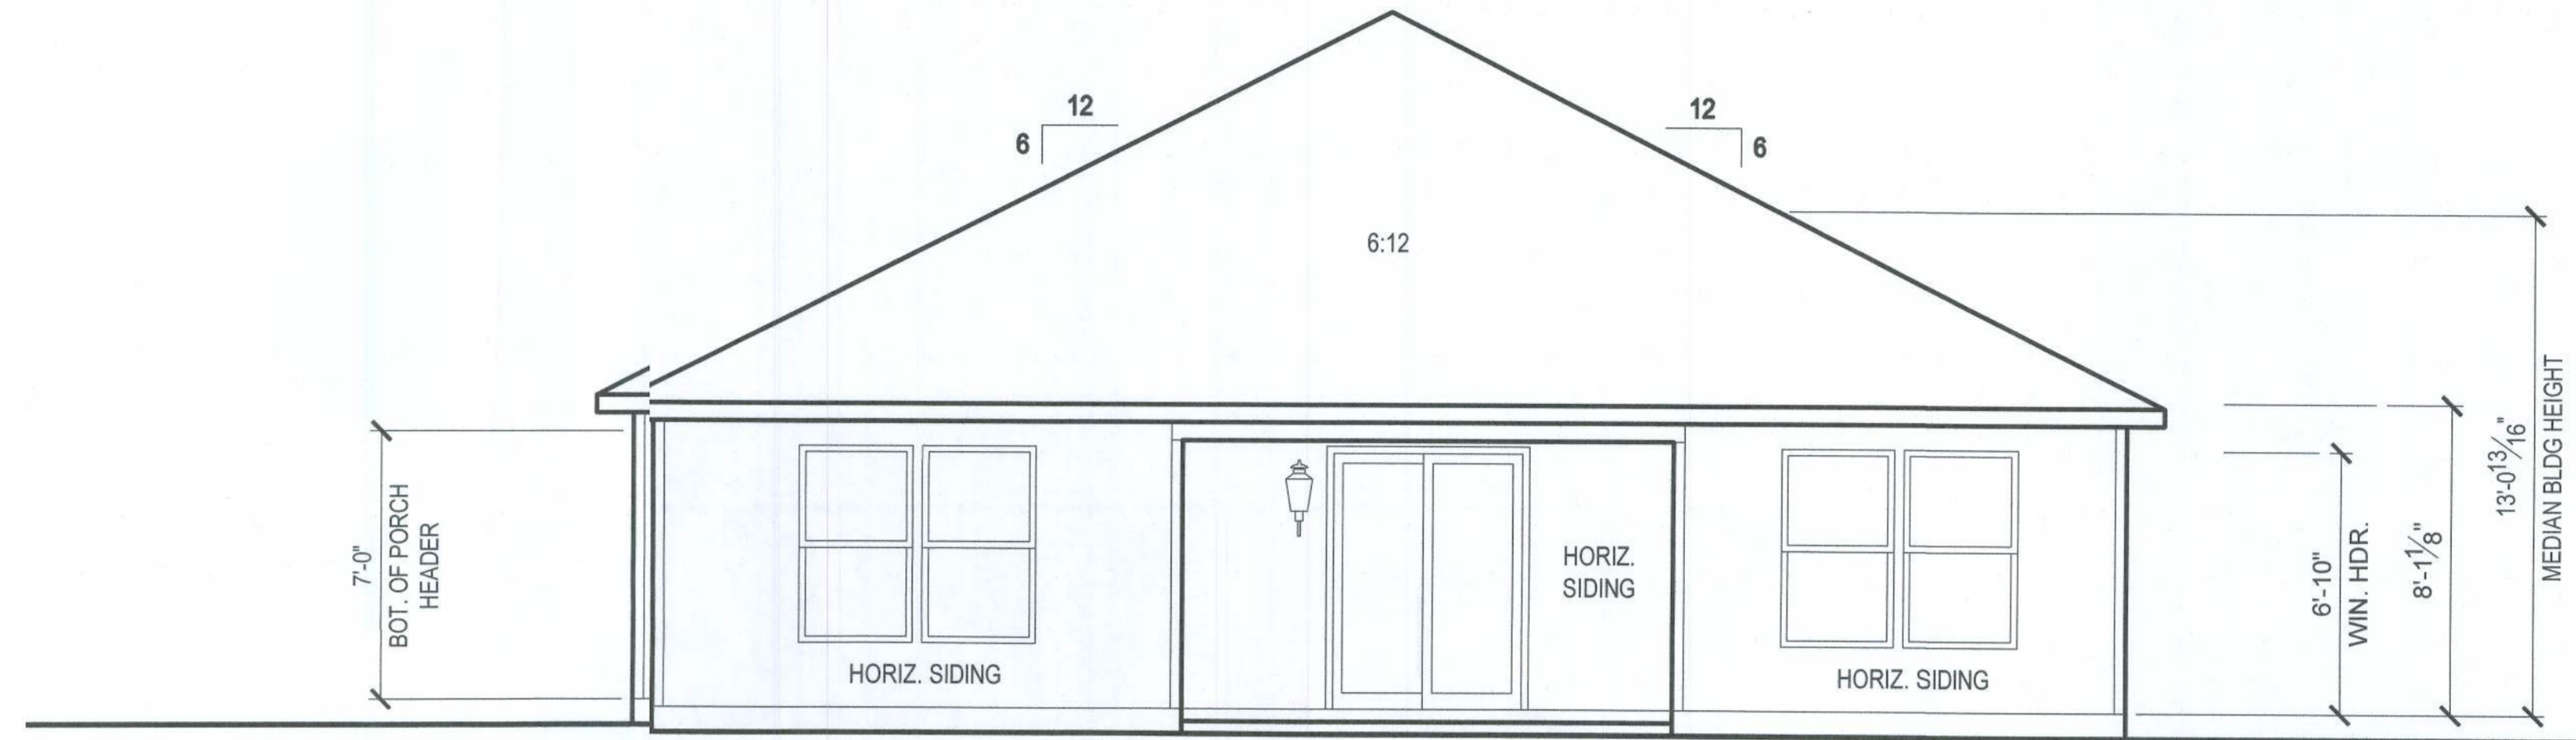 12
6
12
6
6:12
7'-0"
BOT. OF PORCH
HEADER
HORIZ. SIDING
HORIZ.
SIDING
HORIZ. SIDING
6'-10"
WIN. HDR.
8'-1 1/8"
13'-0 13/16"
MEDIAN BLDG HEIGHT